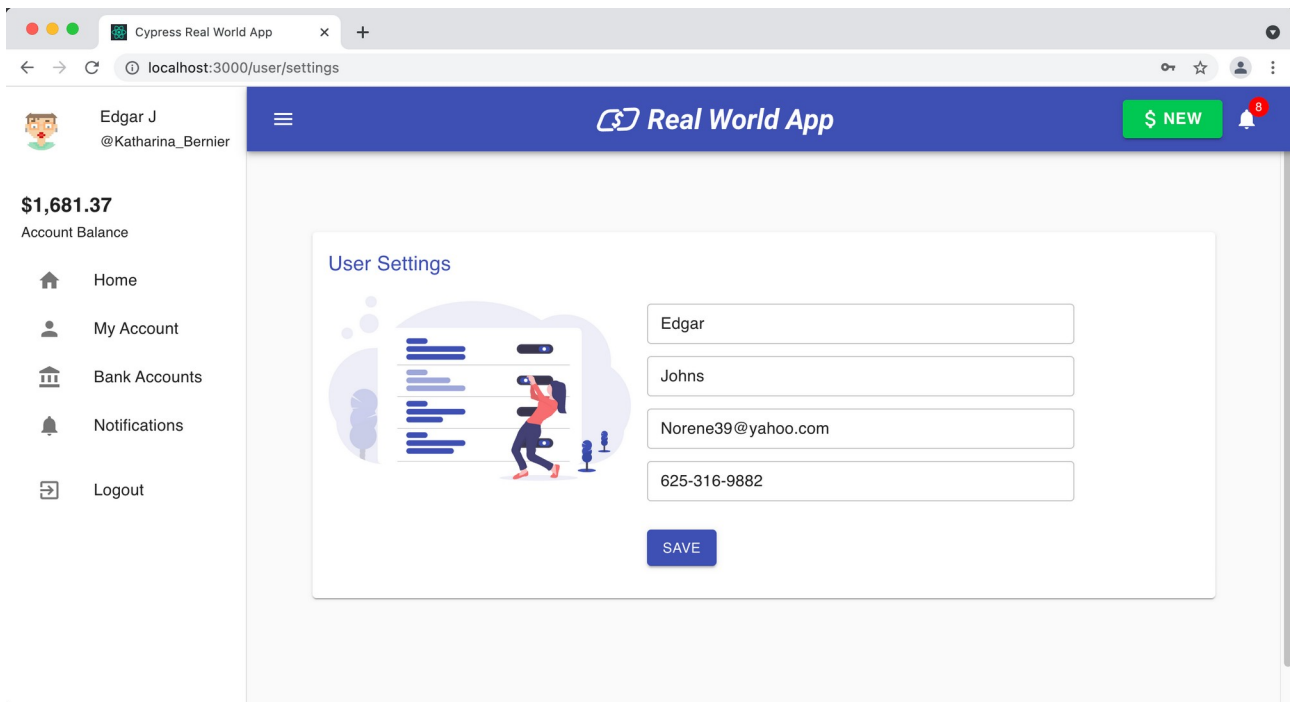 Cypress Real World App
localhost:3000/user/settings
Edgar J
@Katharina_Bernier
$1,681.37
Account Balance
Home
My Account
Bank Accounts
Notifications
Logout
Real World App
$ NEW
8
User Settings
Edgar
Johns
Norene39@yahoo.com
625-316-9882
SAVE